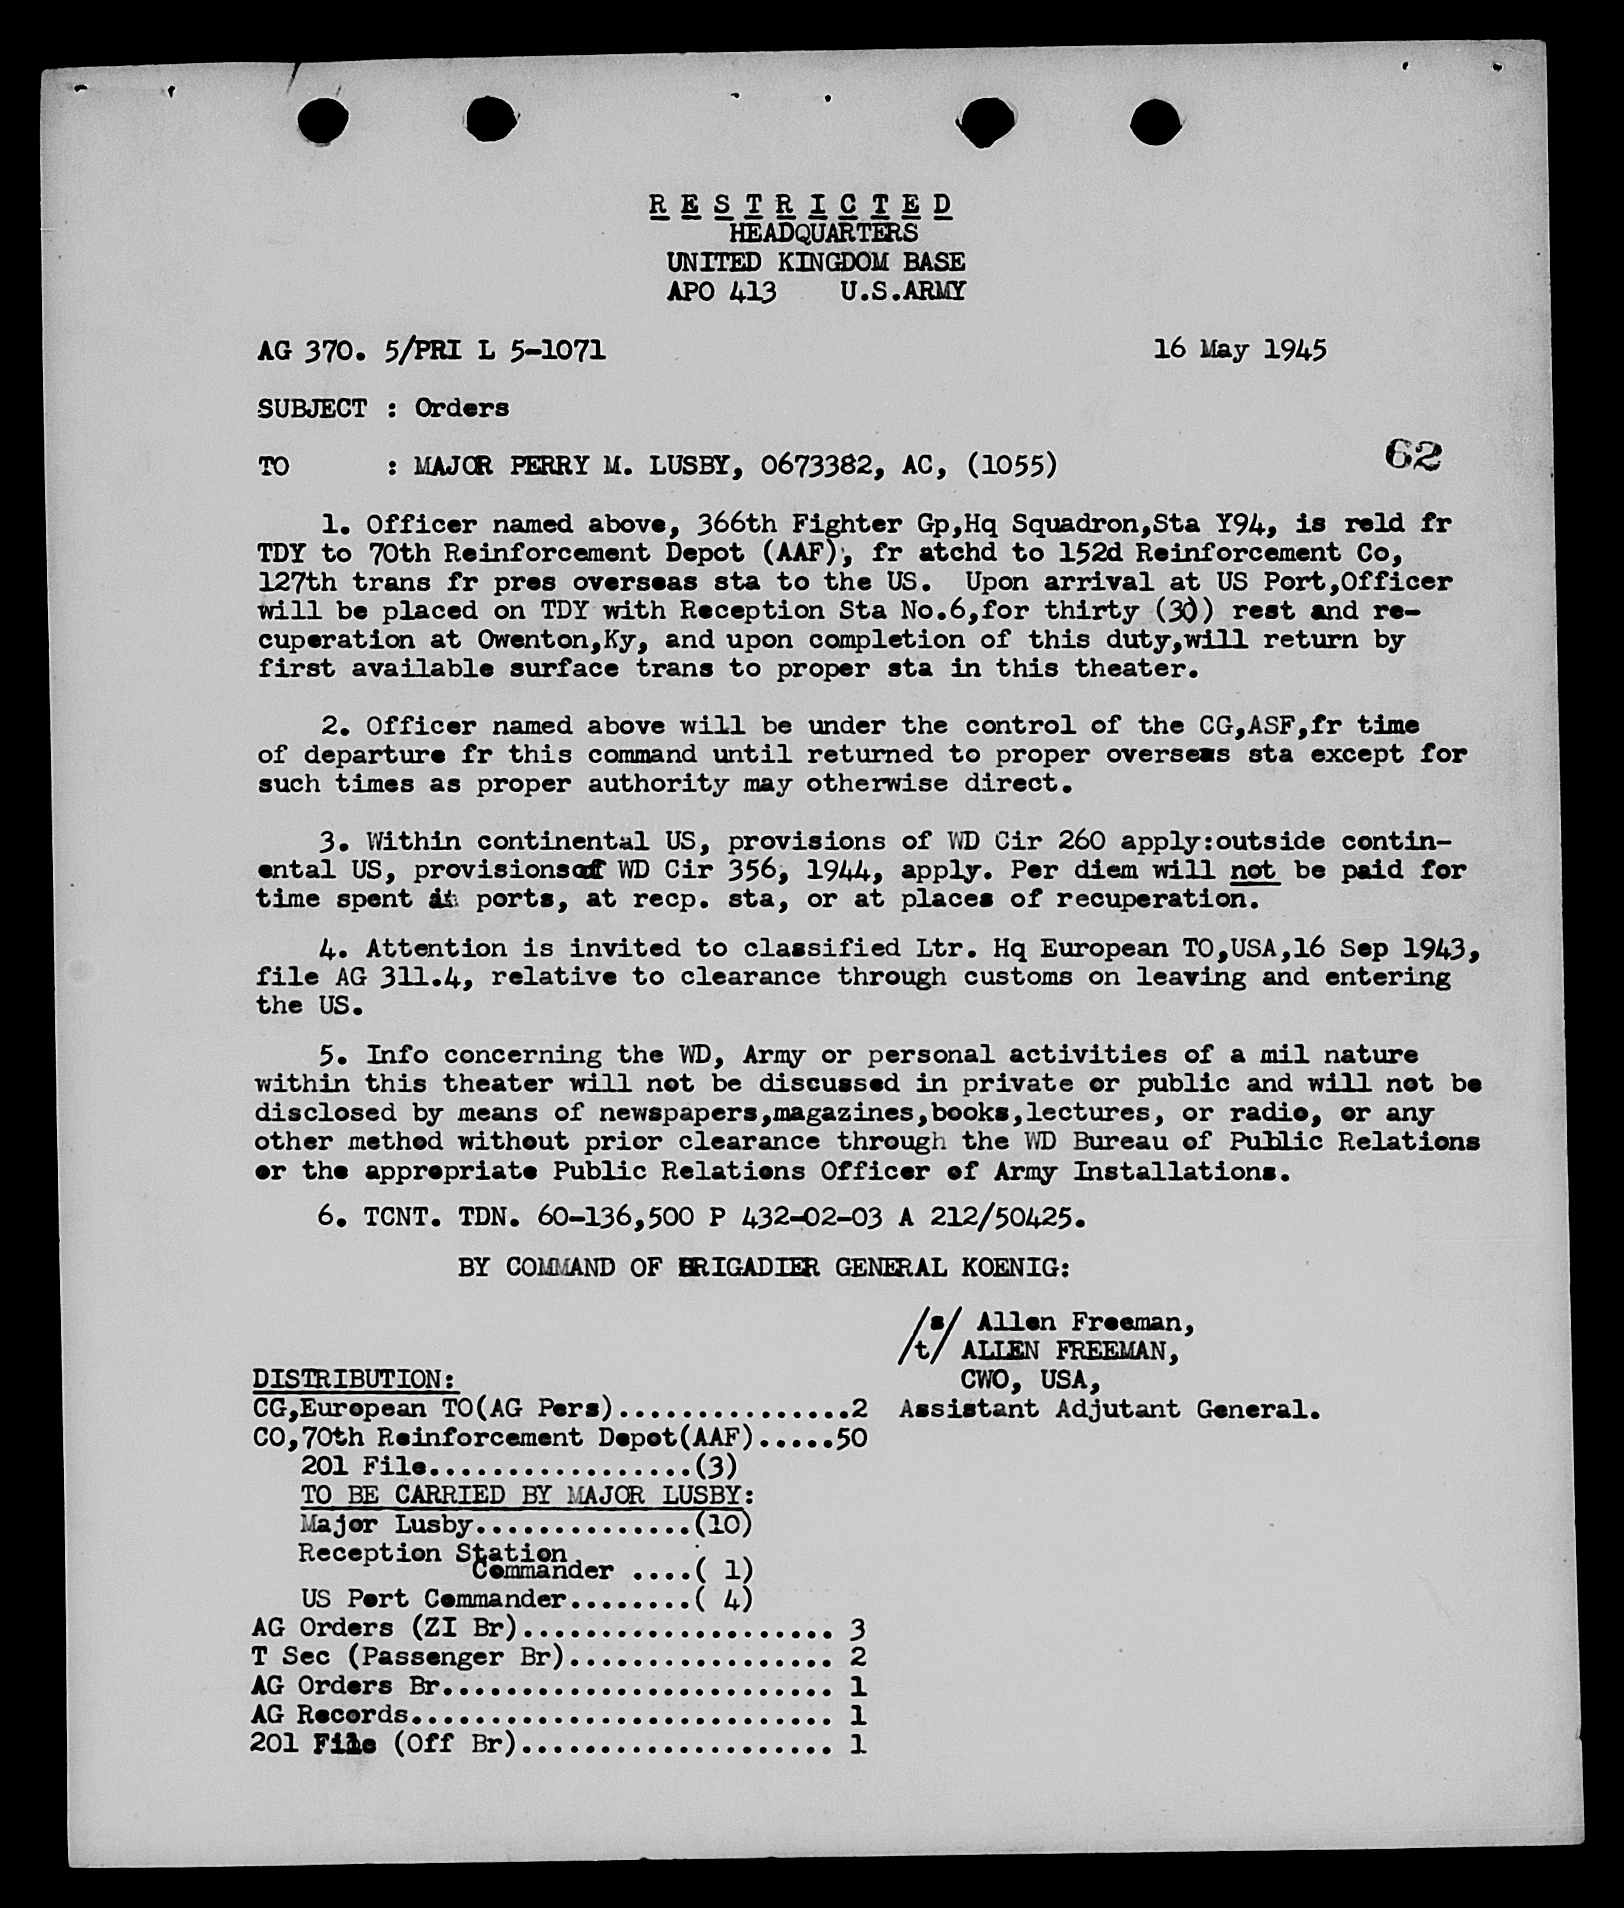 RESTRICTED
HEADQUARTERS
UNITED KINGDOM BASE
APO 413 U.S.ARMY
AG 370. 5/PRI L 5-1071 16 May 1945
SUBJECT : Orders
62
TO : MAJOR PERRY M. LUSBY, 0673382, AC, (1055)
1. Officer named above, 366th Fighter Gp,Hq Squadron,Sta Y94, is reld fr
TDY to 70th Reinforcement Depot (AAF), fr atchd to 152d Reinforcement Co,
127th trans fr pres overseas sta to the US. Upon arrival at US Port,Officer
will be placed on TDY with Reception Sta No.6,for thirty (30) rest and re-
cuperation at Owenton,Ky, and upon completion of this duty,will return by
first available surface trans to proper sta in this theater.
2. Officer named above will be under the control of the CG,ASF,fr time
of departure fr this command until returned to proper overseas sta except for
such times as proper authority may otherwise direct.
3. Within continental US, provisions of WD Cir 260 apply:outside contin-
ental US, provisionsof WD Cir 356, 1944, apply. Per diem will not be paid for
time spent at ports, at recp. sta, or at places of recuperation.
4. Attention is invited to classified Ltr. Hq European TO,USA,16 Sep 1943,
file AG 311.4, relative to clearance through customs on leaving and entering
the US.
5. Info concerning the WD, Army or personal activities of a mil nature
within this theater will not be discussed in private or public and will not be
disclosed by means of newspapers,magazines,books,lectures, or radio, or any
other method without prior clearance through the WD Bureau of Public Relations
or the appropriate Public Relations Officer of Army Installations.
6. TCNT. TDN. 60-136,500 P 432-02-03 A 212/50425.
BY COMMAND OF BRIGADIER GENERAL KOENIG:
/s/ Allen Freeman,
/t/ ALLEN FREEMAN,
CWO, USA,
Assistant Adjutant General.
DISTRIBUTION:
CG,European TO(AG Pers)...............2
CO,70th Reinforcement Depot(AAF).....50
201 File.................(3)
TO BE CARRIED BY MAJOR LUSBY:
Major Lusby..............(10)
Reception Station
Commander ....( 1)
US Port Commander........( 4)
AG Orders (ZI Br).................... 3
T Sec (Passenger Br)................. 2
AG Orders Br......................... 1
AG Records........................... 1
201 File (Off Br).................... 1